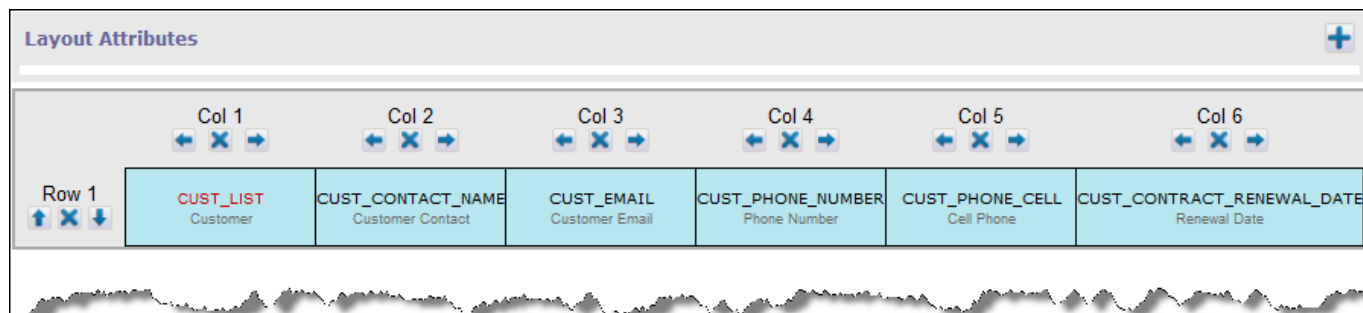 Layout Attributes
Col 1 Col 2 Col 3 Col 4 Col 5 Col 6
Row 1
CUST_LIST CUST_CONTACT_NAME CUST_EMAIL CUST_PHONE_NUMBER CUST_PHONE_CELL CUST_CONTRACT_RENEWAL_DATE
Customer Customer Contact Customer Email Phone Number Cell Phone Renewal Date